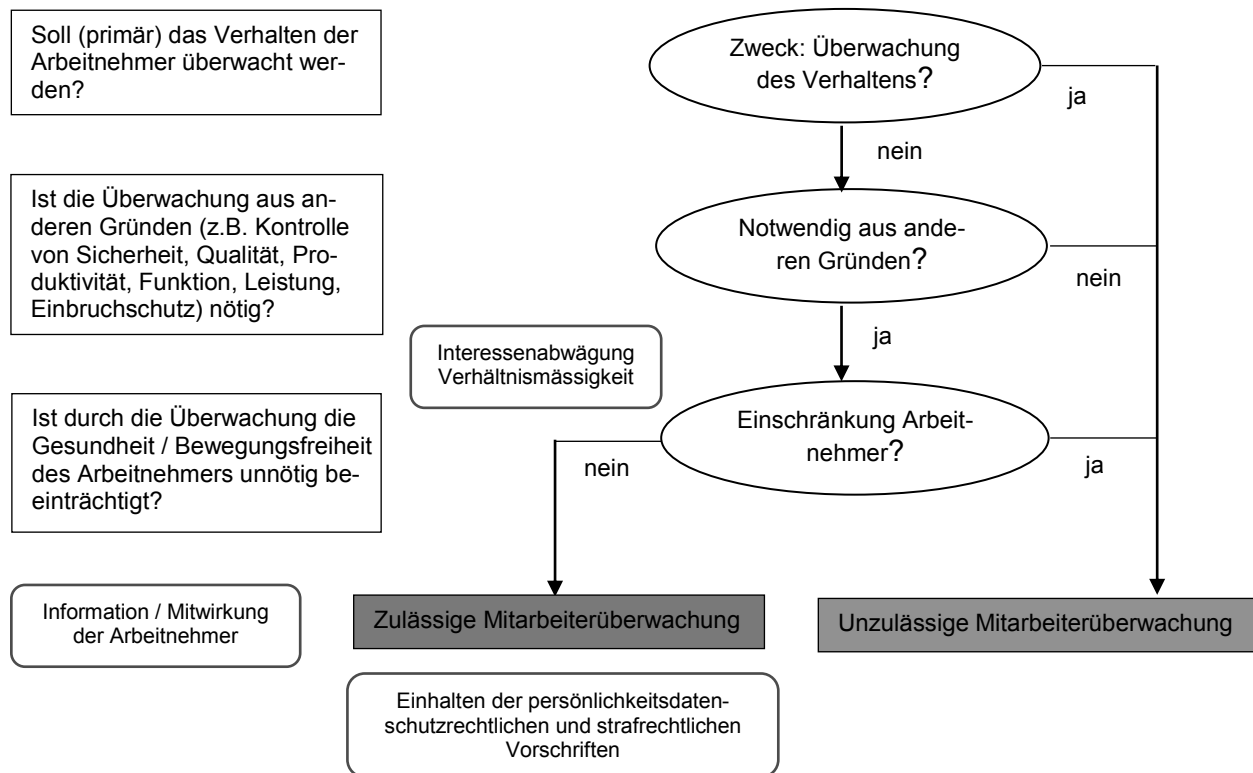 Soll (primär) das Verhalten der
Arbeitnehmer überwacht wer-
den?
Zweck: Überwachung
des Verhaltens?
ja
nein
Ist die Überwachung aus an-
deren Gründen (z.B. Kontrolle
von Sicherheit, Qualität, Pro-
duktivität, Funktion, Leistung,
Einbruchschutz) nötig?
Notwendig aus ande-
ren Gründen?
nein
ja
Interessenabwägung
Verhältnismässigkeit
Ist durch die Überwachung die
Gesundheit / Bewegungsfreiheit
des Arbeitnehmers unnötig be-
einträchtigt?
Einschränkung Arbeit-
nehmer?
nein
ja
Information / Mitwirkung
der Arbeitnehmer
Zulässige Mitarbeiterüberwachung
Unzulässige Mitarbeiterüberwachung
Einhalten der persönlichkeitsdaten-
schutzrechtlichen und strafrechtlichen
Vorschriften